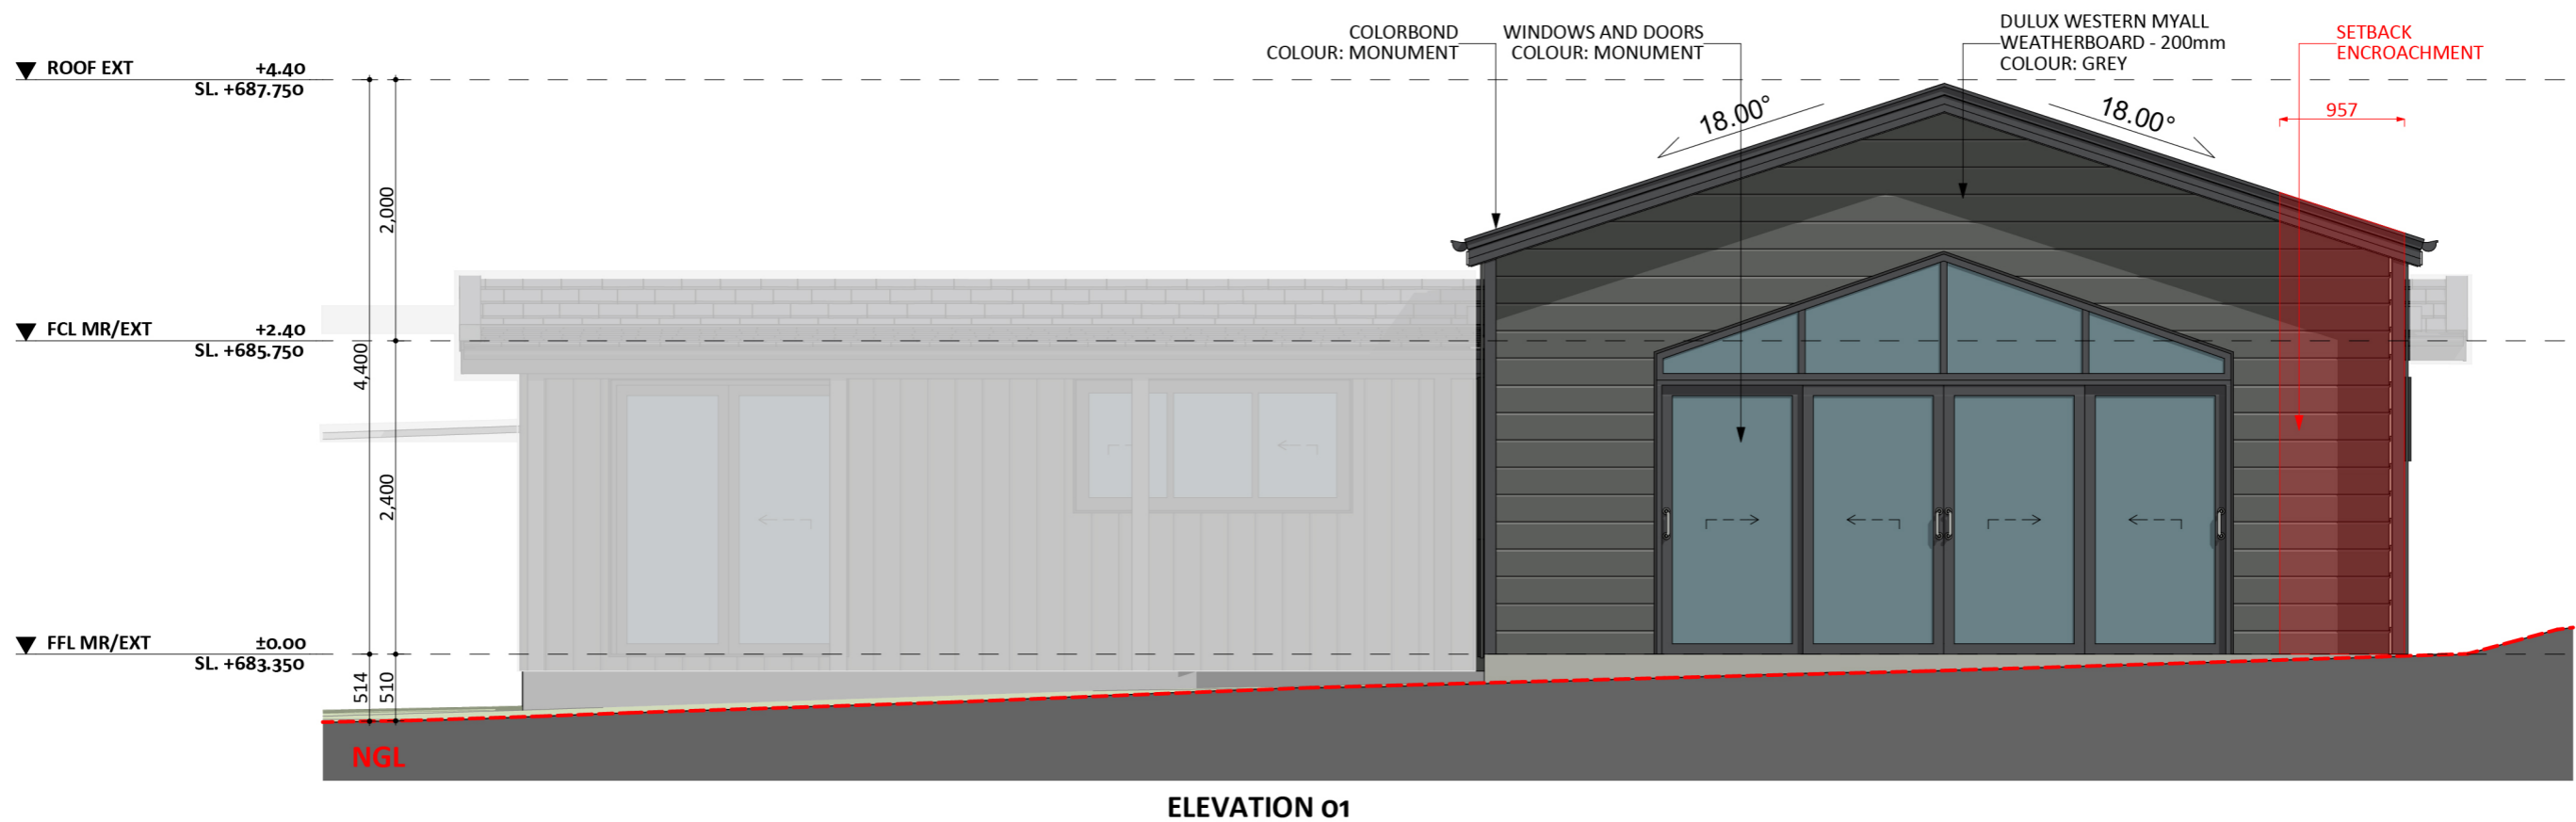 COLORBOND
COLOUR: MONUMENT
WINDOWS AND DOORS
COLOUR: MONUMENT
DULUX WESTERN MYALL
WEATHERBOARD - 200mm
COLOUR: GREY
SETBACK
ENCROACHMENT
ROOF EXT +4.40
SL. +687.750
18.00°
18.00°
957
2,000
FCL MR/EXT +2.40
SL. +685.750
4,400
2,400
FFL MR/EXT ±0.00
SL. +683.350
514
510
NGL
ELEVATION 01